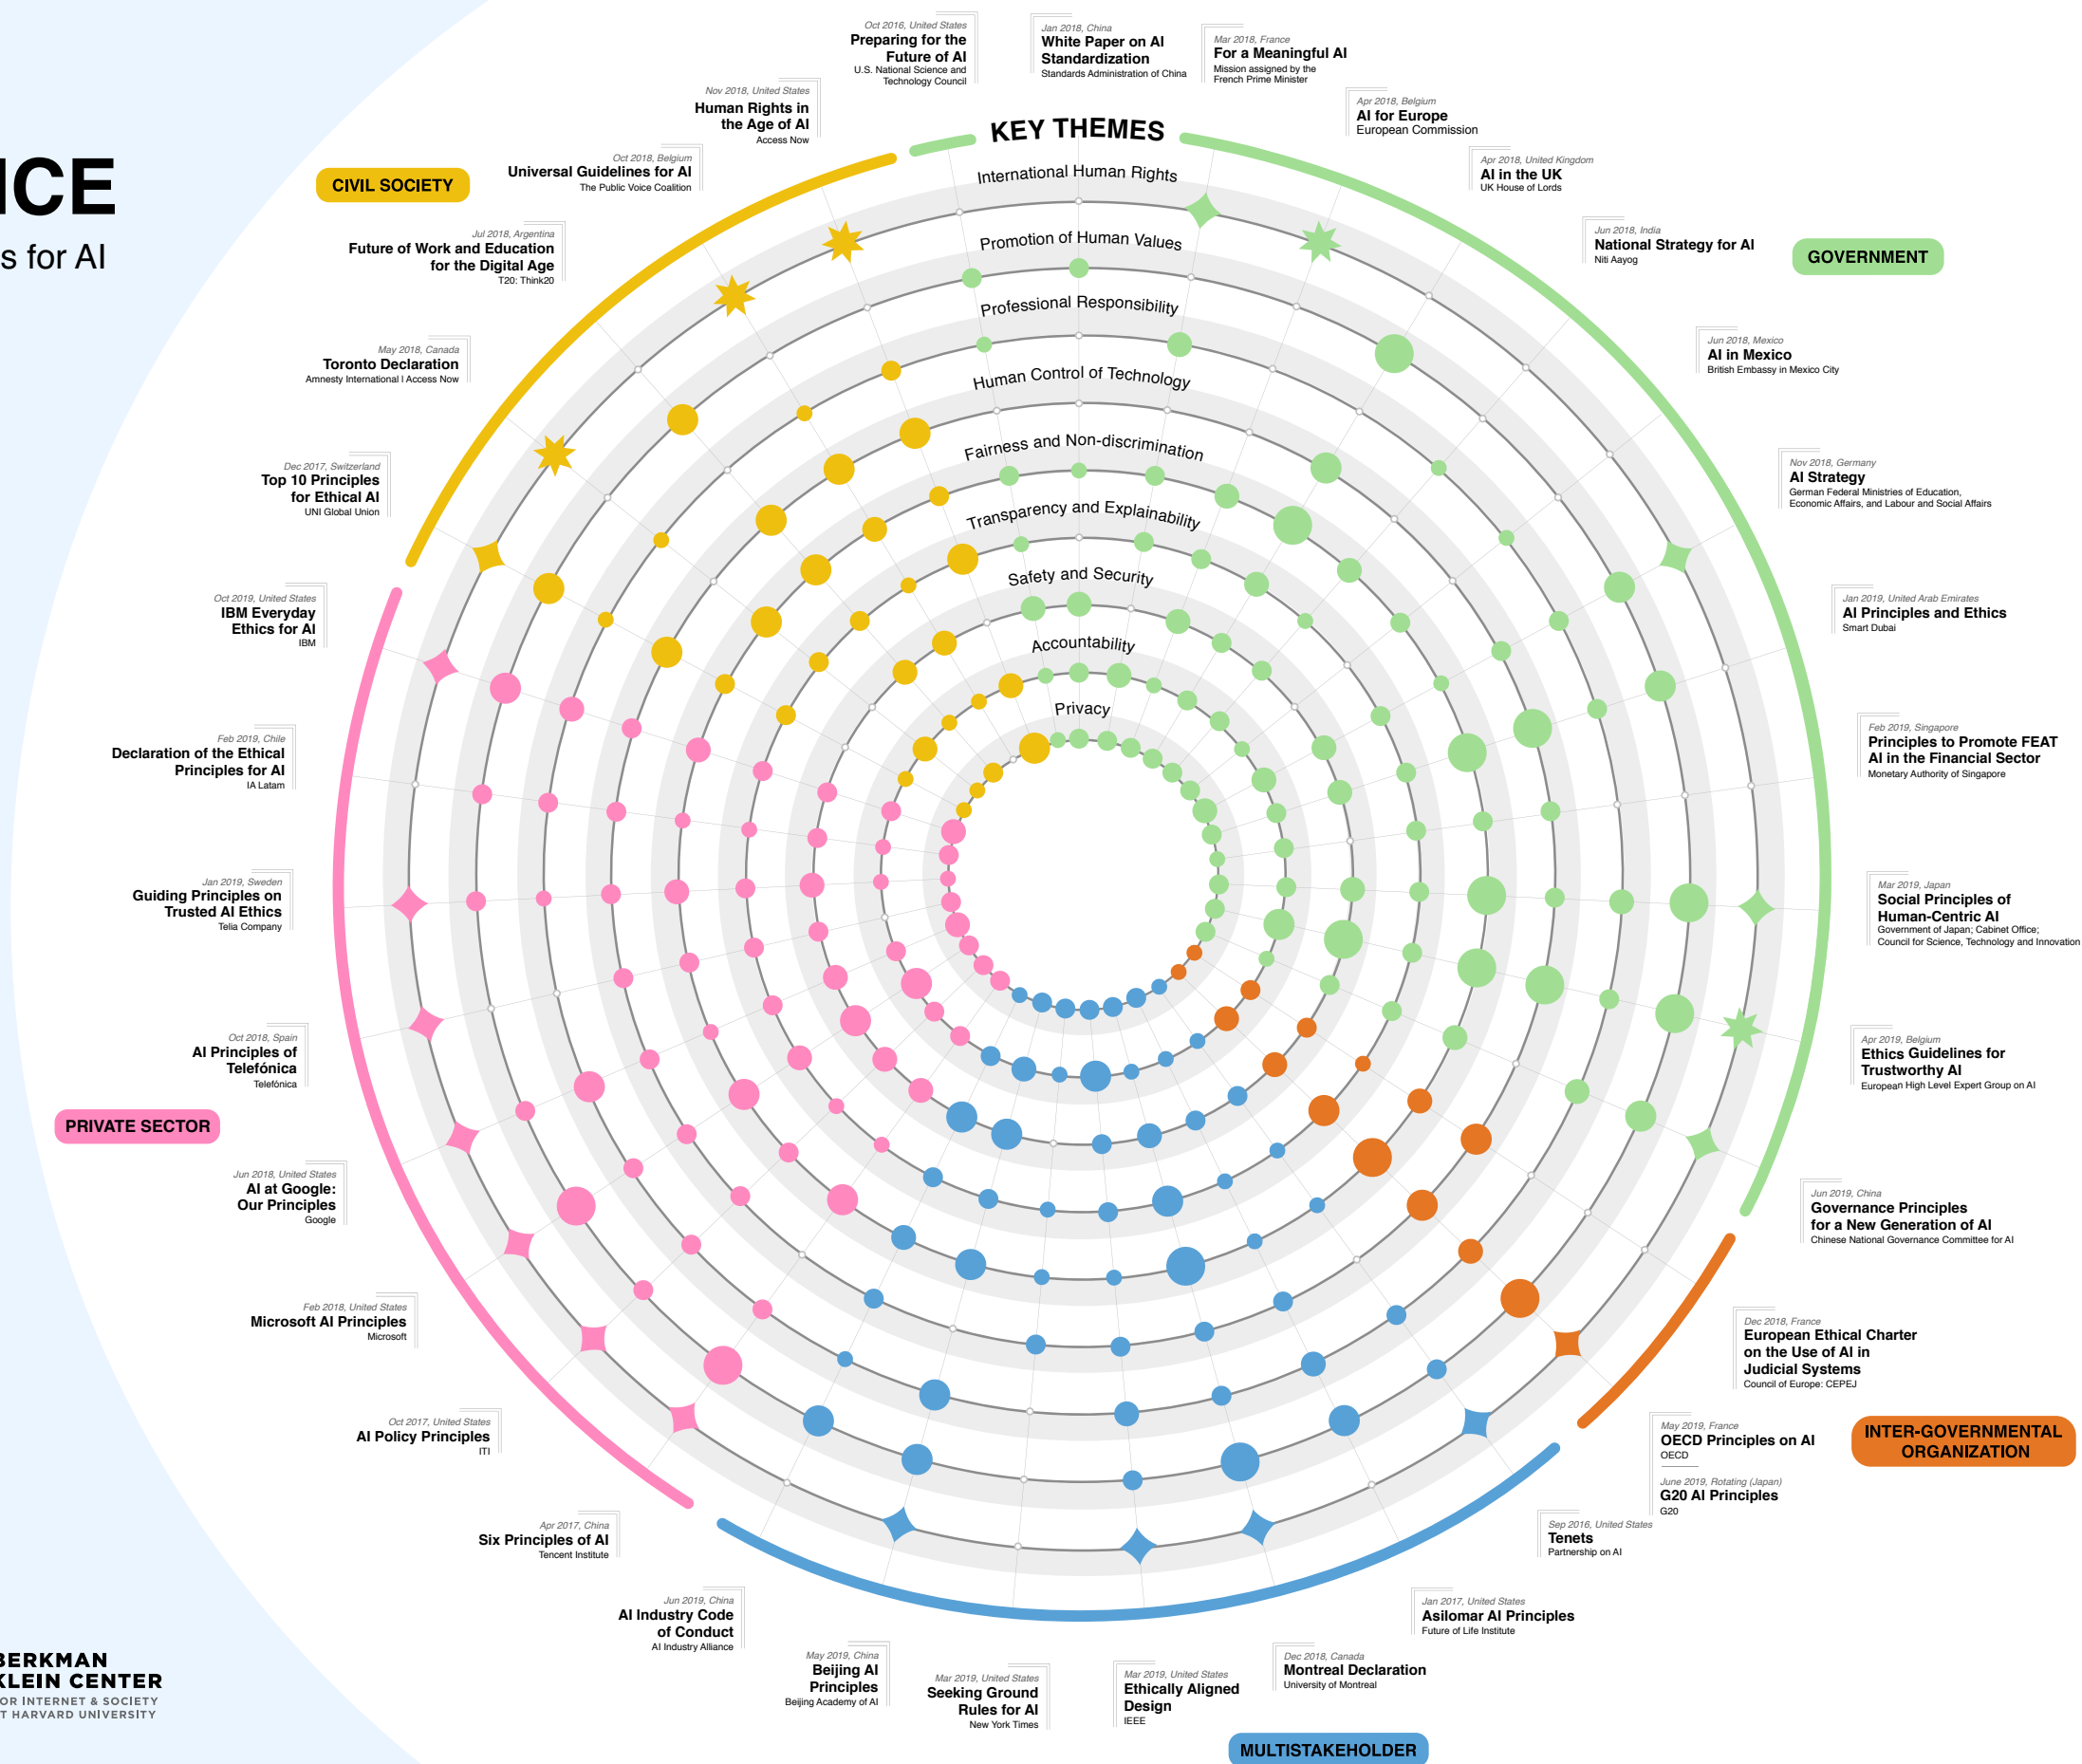 ICE
s for AI
KEY THEMES
International Human Rights
Promotion of Human Values
Professional Responsibility
Human Control of Technology
Fairness and Non-discrimination
Transparency and Explainability
Safety and Security
Accountability
Privacy
Oct 2016, United States
Preparing for the
Future of AI
U.S. National Science and
Technology Council
Jan 2018, China
White Paper on AI
Standardization
Standards Administration of China
Mar 2018, France
For a Meaningful AI
Mission assigned by the
French Prime Minister
Apr 2018, Belgium
AI for Europe
European Commission
Apr 2018, United Kingdom
AI in the UK
UK House of Lords
Jun 2018, India
National Strategy for AI
Niti Aayog
GOVERNMENT
Jun 2018, Mexico
AI in Mexico
British Embassy in Mexico City
Nov 2018, Germany
AI Strategy
German Federal Ministries of Education,
Economic Affairs, and Labour and Social Affairs
Jan 2019, United Arab Emirates
AI Principles and Ethics
Smart Dubai
Feb 2019, Singapore
Principles to Promote FEAT
AI in the Financial Sector
Monetary Authority of Singapore
Mar 2019, Japan
Social Principles of
Human-Centric AI
Government of Japan; Cabinet Office;
Council for Science, Technology and Innovation
Apr 2019, Belgium
Ethics Guidelines for
Trustworthy AI
European High Level Expert Group on AI
Jun 2019, China
Governance Principles
for a New Generation of AI
Chinese National Governance Committee for AI
Dec 2018, France
European Ethical Charter
on the Use of AI in
Judicial Systems
Council of Europe: CEPEJ
INTER-GOVERNMENTAL
ORGANIZATION
May 2019, France
OECD Principles on AI
OECD
June 2019, Rotating (Japan)
G20 AI Principles
G20
Sep 2016, United States
Tenets
Partnership on AI
Jan 2017, United States
Asilomar AI Principles
Future of Life Institute
Dec 2018, Canada
Montreal Declaration
University of Montreal
Mar 2019, United States
Ethically Aligned
Design
IEEE
MULTISTAKEHOLDER
Mar 2019, United States
Seeking Ground
Rules for AI
New York Times
May 2019, China
Beijing AI
Principles
Beijing Academy of AI
Jun 2019, China
AI Industry Code
of Conduct
AI Industry Alliance
Apr 2017, China
Six Principles of AI
Tencent Institute
Oct 2017, United States
AI Policy Principles
ITI
Feb 2018, United States
Microsoft AI Principles
Microsoft
Jun 2018, United States
AI at Google:
Our Principles
Google
PRIVATE SECTOR
Oct 2018, Spain
AI Principles of
Telefónica
Telefónica
Jan 2019, Sweden
Guiding Principles on
Trusted AI Ethics
Telia Company
Feb 2019, Chile
Declaration of the Ethical
Principles for AI
IA Latam
Oct 2019, United States
IBM Everyday
Ethics for AI
IBM
Dec 2017, Switzerland
Top 10 Principles
for Ethical AI
UNI Global Union
May 2018, Canada
Toronto Declaration
Amnesty International | Access Now
Jul 2018, Argentina
Future of Work and Education
for the Digital Age
T20: Think20
CIVIL SOCIETY
Oct 2018, Belgium
Universal Guidelines for AI
The Public Voice Coalition
Nov 2018, United States
Human Rights in
the Age of AI
Access Now
BERKMAN
KLEIN CENTER
OR INTERNET & SOCIETY
T HARVARD UNIVERSITY